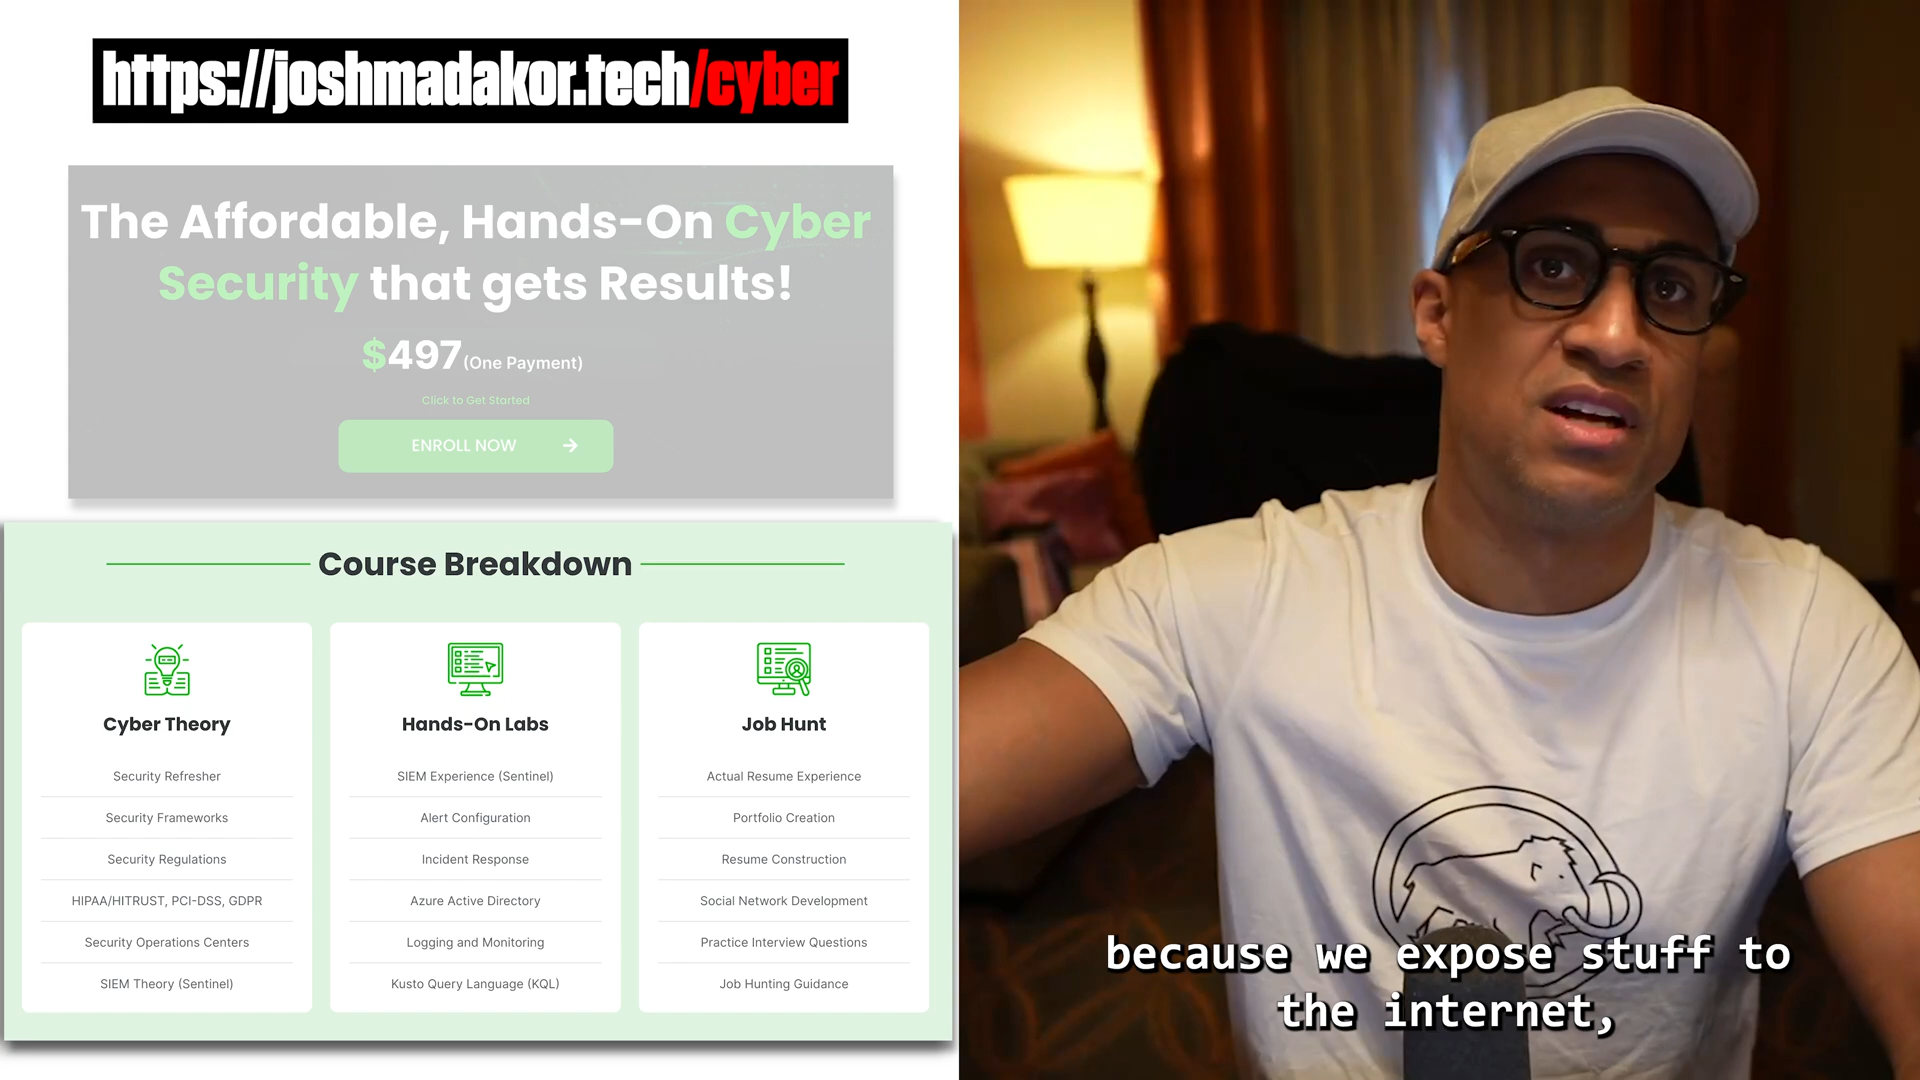 https://joshmadakor.tech/cyber
The Affordable, Hands-On Cyber
Security that gets Results!
$497 (One Payment)
Click to Get Started
ENROLL NOW
Course Breakdown
Cyber Theory
Security Refresher
Security Frameworks
Security Regulations
HIPAA/HITRUST, PCI-DSS, GDPR
Security Operations Centers
SIEM Theory (Sentinel)
Hands-On Labs
SIEM Experience (Sentinel)
Alert Configuration
Incident Response
Azure Active Directory
Logging and Monitoring
Kusto Query Language (KQL)
Job Hunt
Actual Resume Experience
Portfolio Creation
Resume Construction
Social Network Development
Practice Interview Questions
Job Hunting Guidance
because we expose stuff to
the internet,